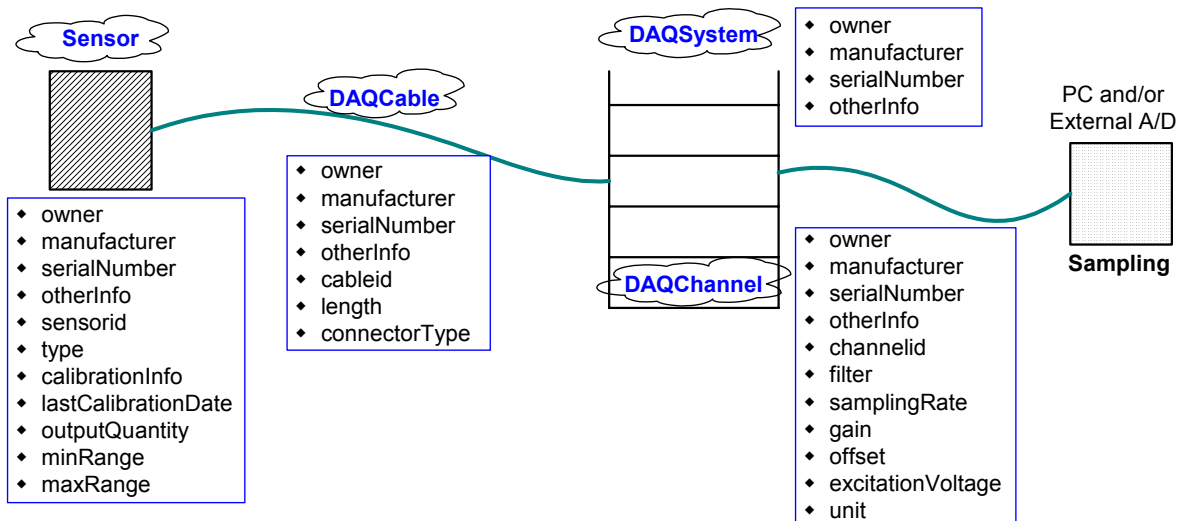 Sensor
◆ owner
◆ manufacturer
◆ serialNumber
◆ otherInfo
◆ sensorid
◆ type
◆ calibrationInfo
◆ lastCalibrationDate
◆ outputQuantity
◆ minRange
◆ maxRange
DAQCable
◆ owner
◆ manufacturer
◆ serialNumber
◆ otherInfo
◆ cableid
◆ length
◆ connectorType
DAQSystem
◆ owner
◆ manufacturer
◆ serialNumber
◆ otherInfo
DAQChannel
◆ owner
◆ manufacturer
◆ serialNumber
◆ otherInfo
◆ channelid
◆ filter
◆ samplingRate
◆ gain
◆ offset
◆ excitationVoltage
◆ unit
PC and/or
External A/D
Sampling